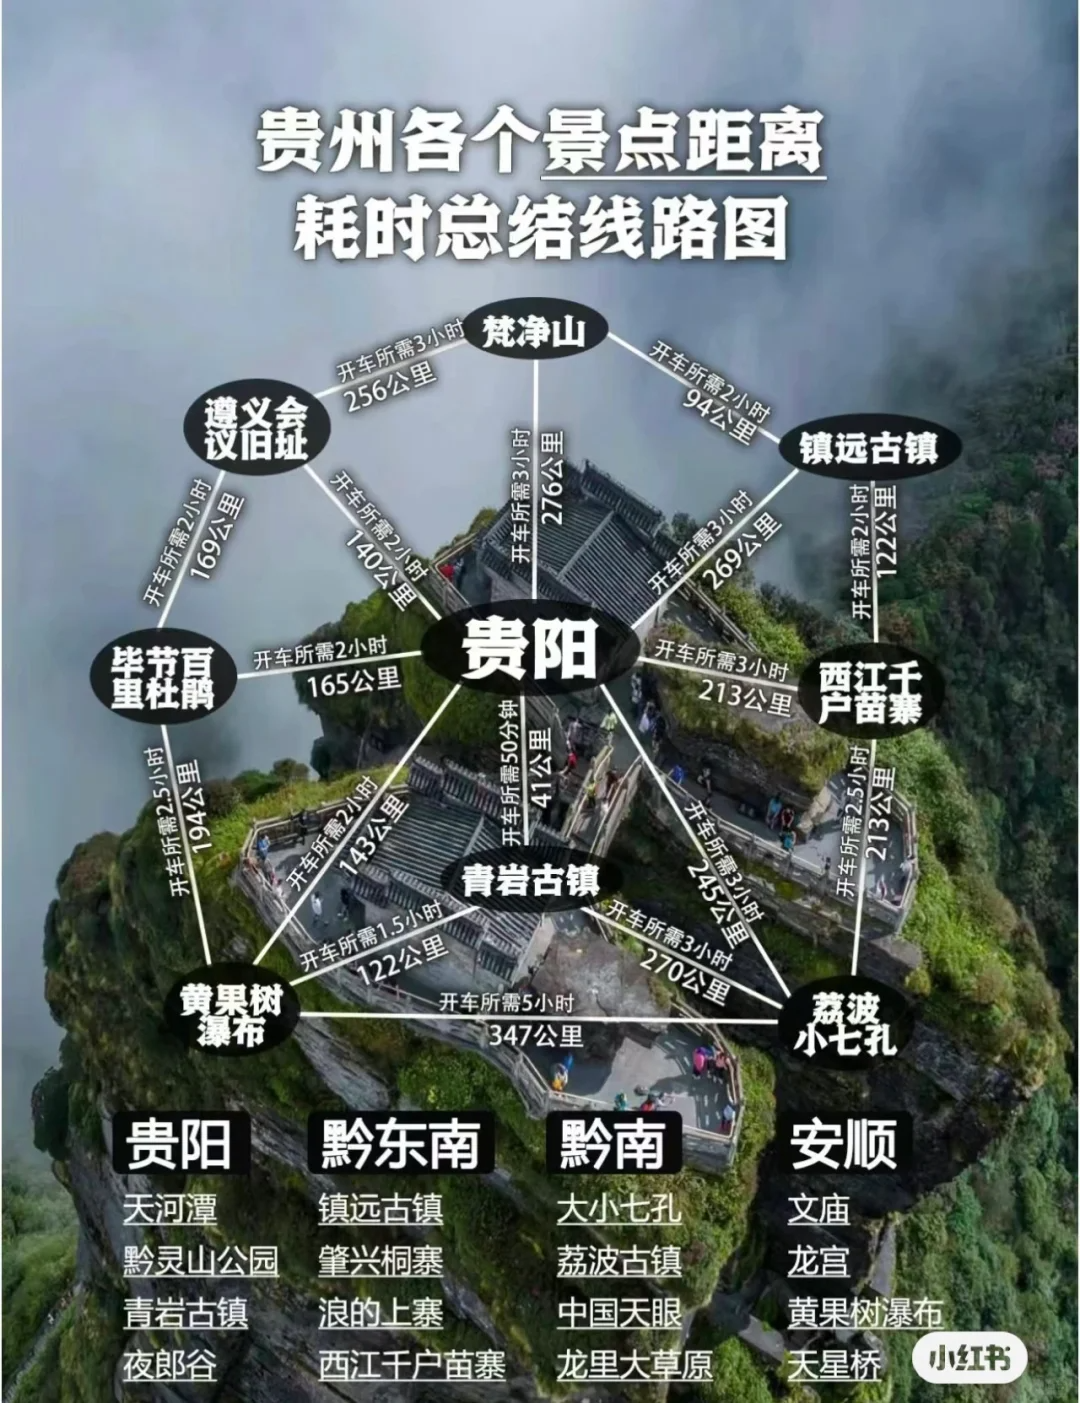 贵州各个景点距离
耗时总结线路图
梵净山
开车所需3小时
256公里
开车所需2小时
94公里
遵义会
议旧址
镇远古镇
开车所需3小时
276公里
开车所需2小时
169公里
开车所需2小时
140公里
开车所需3小时
269公里
开车所需2小时
122公里
贵阳
毕节百
里杜鹃
开车所需2小时
165公里
开车所需3小时
213公里
西江千
户苗寨
开车所需2.5小时
194公里
开车所需2小时
143公里
开车所需50分钟
41公里
开车所需3小时
245公里
开车所需2.5小时
213公里
青岩古镇
开车所需1.5小时
122公里
开车所需3小时
270公里
黄果树
瀑布
开车所需5小时
347公里
荔波
小七孔
贵阳
天河潭
黔灵山公园
青岩古镇
夜郎谷
黔东南
镇远古镇
肇兴桐寨
浪的上寨
西江千户苗寨
黔南
大小七孔
荔波古镇
中国天眼
龙里大草原
安顺
文庙
龙宫
黄果树瀑布
天星桥
小红书